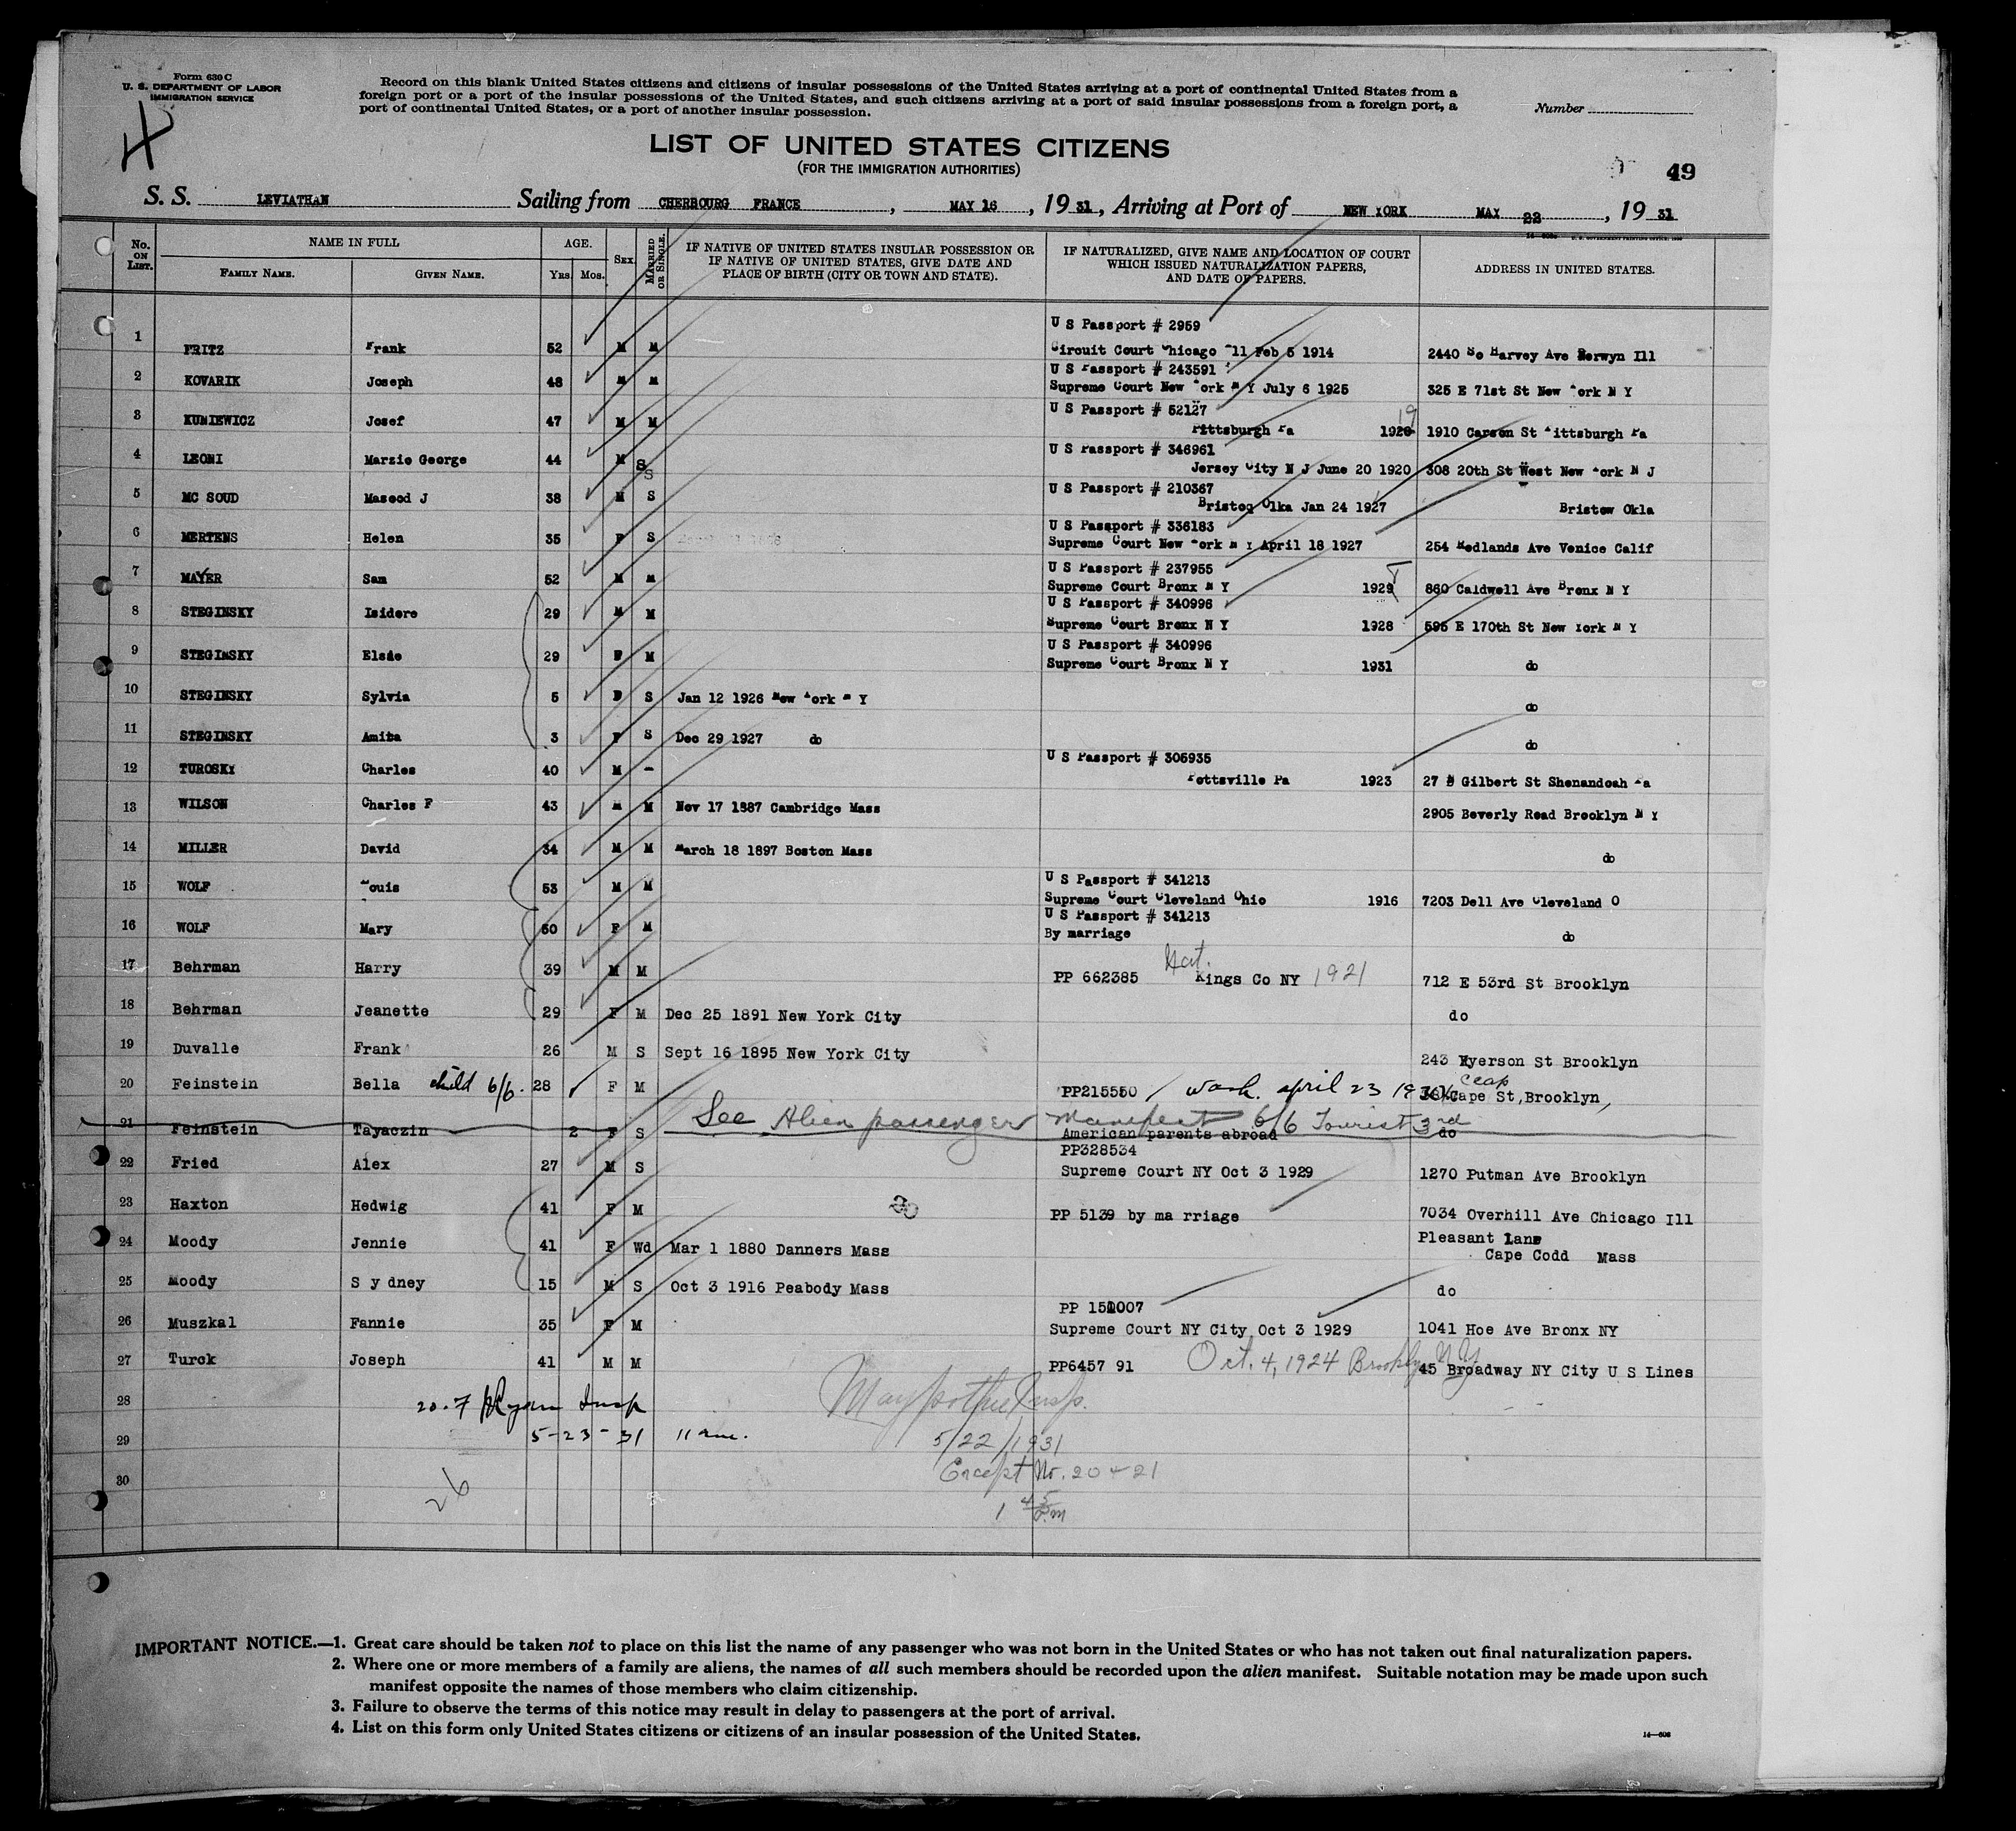 Form 630 C
U. S. DEPARTMENT OF LABOR
IMMIGRATION SERVICE
Record on this blank United States citizens and citizens of insular possessions of the United States arriving at a port of continental United States from a
foreign port or a port of the insular possessions of the United States, and such citizens arriving at a port of said insular possessions from a foreign port, a
port of continental United States, or a port of another insular possession.
Number
LIST OF UNITED STATES CITIZENS
(FOR THE IMMIGRATION AUTHORITIES)
49
S. S. LEVIATHAN Sailing from CHERBOURG FRANCE, MAY 16, 1931, Arriving at Port of NEW YORK MAY 22, 1931
No. ON LIST.
NAME IN FULL
FAMILY NAME.
GIVEN NAME.
AGE.
Yrs. Mos.
Sex
MARRIED OR SINGLE.
IF NATIVE OF UNITED STATES INSULAR POSSESSION OR
IF NATIVE OF UNITED STATES, GIVE DATE AND
PLACE OF BIRTH (CITY OR TOWN AND STATE).
IF NATURALIZED, GIVE NAME AND LOCATION OF COURT
WHICH ISSUED NATURALIZATION PAPERS,
AND DATE OF PAPERS.
ADDRESS IN UNITED STATES.
U S Passport # 2959
1 FRITZ Frank 52 M M Circuit Court Chicago Ill Feb 5 1914 2440 So Harvey Ave Berwyn Ill
U S Passport # 243591
2 KOVARIK Joseph 48 M M Supreme Court New York N Y July 6 1925 325 E 71st St New York N Y
U S Passport # 52127
3 KUNIEWICZ Josef 47 M M Pittsburgh Pa 1920 19 1910 Carson St Pittsburgh Pa
U S Passport # 346961
4 LEONI Marzio George 44 M S S Jersey City N J June 20 1920 308 20th St West New York N J
U S Passport # 210367
5 MC SOUD Maseod J 38 M S Bristoq Olka Jan 24 1927 Bristow Okla
U S Passport # 336183
6 MERTENS Helen 35 F S Supreme Court New York N Y April 18 1927 254 Medlands Ave Venice Calif
U S Passport # 237955
7 MAYER Sam 52 M M Supreme Court Bronx N Y 1929 860 Caldwell Ave Bronx N Y
U S Passport # 340996
8 STEGINSKY Isidore 29 M M Supreme Court Bronx N Y 1928 595 E 170th St New York N Y
U S Passport # 340996
9 STEGINSKY Elsie 29 F M Supreme Court Bronx N Y 1931 do
10 STEGINSKY Sylvia 5 F S Jan 12 1926 New York N Y do
11 STEGINSKY Amita 3 F S Dec 29 1927 do do
U S Passport # 305935
12 TUROSKY Charles 40 M - Pottsville Pa 1923 27 Gilbert St Shenandoah Pa
13 WILSON Charles F 43 M M Nov 17 1887 Cambridge Mass 2905 Beverly Road Brooklyn N Y
14 MILLER David 34 M M March 18 1897 Boston Mass do
U S Passport # 341213
15 WOLF Louis 53 M M Supreme Court Cleveland Ohio 1916 7203 Dell Ave Cleveland O
U S Passport # 341213
16 WOLF Mary 50 F M By marriage do
17 Behrman Harry 39 M M PP 662385 Nat. Kings Co NY 1921 712 E 53rd St Brooklyn
18 Behrman Jeanette 29 F M Dec 25 1891 New York City do
19 Duvalle Frank 26 M S Sept 16 1895 New York City 243 Ryerson St Brooklyn
20 Feinstein Bella child 6/6. 28 F M PP215550 / Wash. april 23 Cape St, Brooklyn,
See Alien passenger Manifest 6/6 Tourist 3rd
21 Feinstein Tayaczin 2 F S American parents abroad do
PP328534
22 Fried Alex 27 M S Supreme Court NY Oct 3 1929 1270 Putman Ave Brooklyn
23 Haxton Hedwig 41 F M PP 5139 by ma rriage 7034 Overhill Ave Chicago Ill
24 Moody Jennie 41 F Wd Mar 1 1880 Danners Mass Pleasant Lane
Cape Codd Mass
25 Moody S y dney 15 M S Oct 3 1916 Peabody Mass do
PP 151007
26 Muszkal Fannie 35 F M Supreme Court NY City Oct 3 1929 1041 Hoe Ave Bronx NY
27 Turck Joseph 41 M M PP6457 91 Oct. 4, 1924 Brooklyn N Y 45 Broadway NY City U S Lines
28
29
30
Insp
5-23-31 11 am.
26
5/22/1931
Except No. 20 + 21
1 45 Pm
IMPORTANT NOTICE.—1. Great care should be taken not to place on this list the name of any passenger who was not born in the United States or who has not taken out final naturalization papers.
2. Where one or more members of a family are aliens, the names of all such members should be recorded upon the alien manifest. Suitable notation may be made upon such
manifest opposite the names of those members who claim citizenship.
3. Failure to observe the terms of this notice may result in delay to passengers at the port of arrival.
4. List on this form only United States citizens or citizens of an insular possession of the United States.
14—608